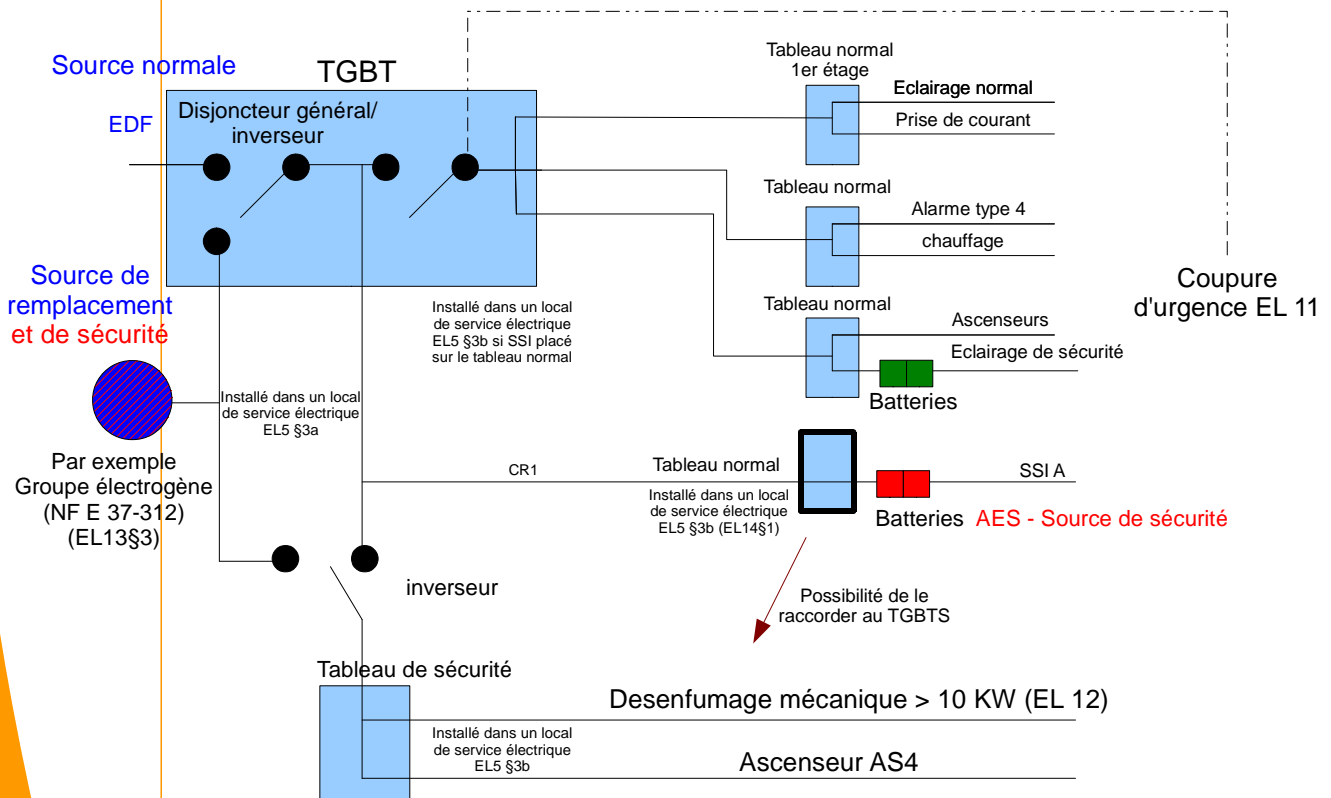 Source normale
TGBT
EDF
Disjoncteur général/
inverseur
Tableau normal
1er étage
Eclairage normal
Prise de courant
Tableau normal
Alarme type 4
chauffage
Source de
remplacement
et de sécurité
Installé dans un local
de service électrique
EL5 §3b si SSI placé
sur le tableau normal
Tableau normal
Ascenseurs
Eclairage de sécurité
Batteries
Coupure
d'urgence EL 11
Installé dans un local
de service électrique
EL5 §3a
Par exemple
Groupe électrogène
(NF E 37-312)
(EL13§3)
CR1
Tableau normal
Installé dans un local
de service électrique
EL5 §3b (EL14§1)
SSI A
Batteries
AES - Source de sécurité
inverseur
Possibilité de le
raccorder au TGBTS
Tableau de sécurité
Desenfumage mécanique > 10 KW (EL 12)
Installé dans un local
de service électrique
EL5 §3b
Ascenseur AS4